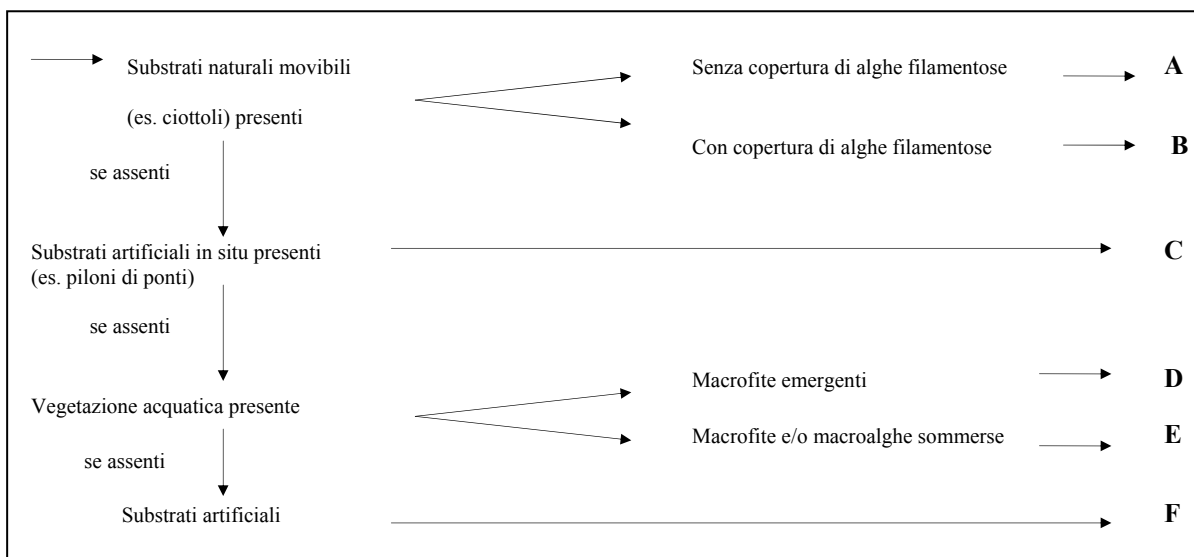 Substrati naturali movibili
(es. ciottoli) presenti
Senza copertura di alghe filamentose
A
Con copertura di alghe filamentose
B
se assenti
Substrati artificiali in situ presenti
(es. piloni di ponti)
C
se assenti
Vegetazione acquatica presente
Macrofite emergenti
D
Macrofite e/o macroalghe sommerse
E
se assenti
Substrati artificiali
F